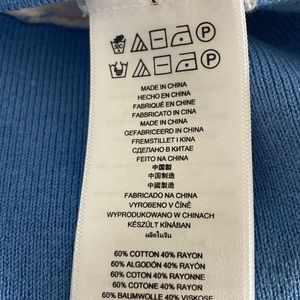 MADE IN CHINA
HECHO EN CHINA
FABRIQUÉ EN CHINE
FABBRICATO IN CINA
MADE IN CHINA
GEFABRICEERD IN CHINA
FREMSTILLET I KINA
СДЕЛАНО В КИТАЕ
FEITO NA CHINA
中国製
中国制造
中國製造
FABRICADO NA CHINA
VYROBENO V ČÍNĚ
WYPRODUKOWANO W CHINACH
KÉSZÜLT KÍNÁBAN
ผลิตในจีน
60% COTTON 40% RAYON
60% ALGODÓN 40% RAYÓN
60% COTON 40% RAYONNE
60% COTONE 40% RAYON
60% BAUMWOLLE 40% VISKOSE